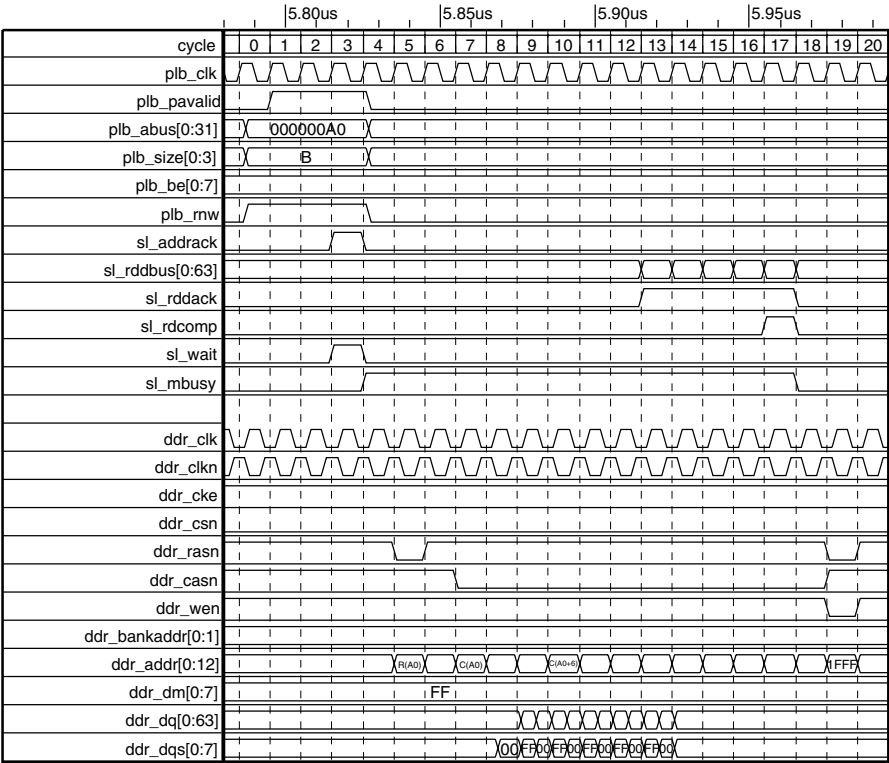 5.80us 5.85us 5.90us 5.95us
cycle 0 1 2 3 4 5 6 7 8 9 10 11 12 13 14 15 16 17 18 19 20
plb_clk
plb_pavalid
plb_abus[0:31] 000000A0
plb_size[0:3] B
plb_be[0:7]
plb_rnw
sl_addrack
sl_rddbus[0:63]
sl_rddack
sl_rdcomp
sl_wait
sl_mbusy
ddr_clk
ddr_clkn
ddr_cke
ddr_csn
ddr_rasn
ddr_casn
ddr_wen
ddr_bankaddr[0:1]
ddr_addr[0:12] R(A0) C(A0) C(A0+6) 1FFF
ddr_dm[0:7] FF
ddr_dq[0:63]
ddr_dqs[0:7] 00 FF 00 FF 00 FF 00 FF 00 FF 00